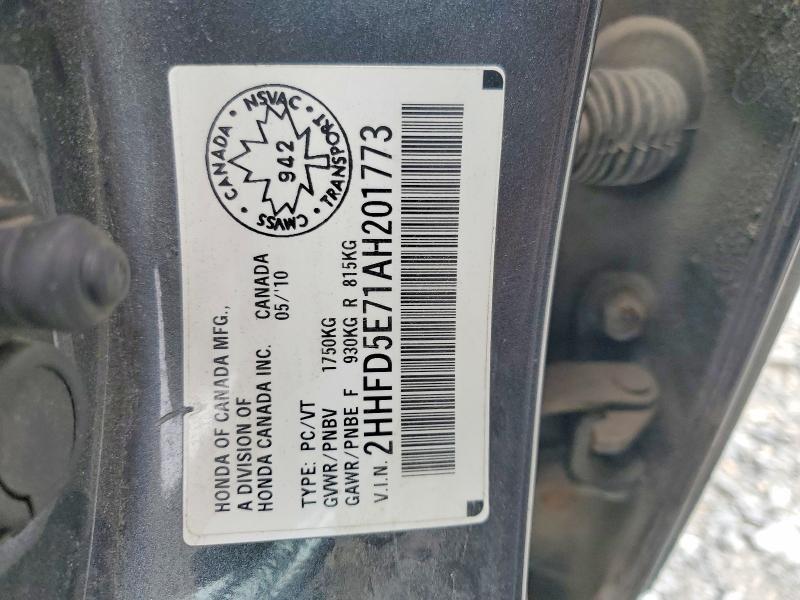 CANADA · NSVAC · TRANSPORT · CMVSS ·
942
HONDA OF CANADA MFG.,
A DIVISION OF
HONDA CANADA INC. CANADA
05/'10
TYPE: PC/VT
GVWR/PNBV 1750KG
GAWR/PNBE F 930KG R 815KG
V.I.N. 2HHFD5E71AH201773